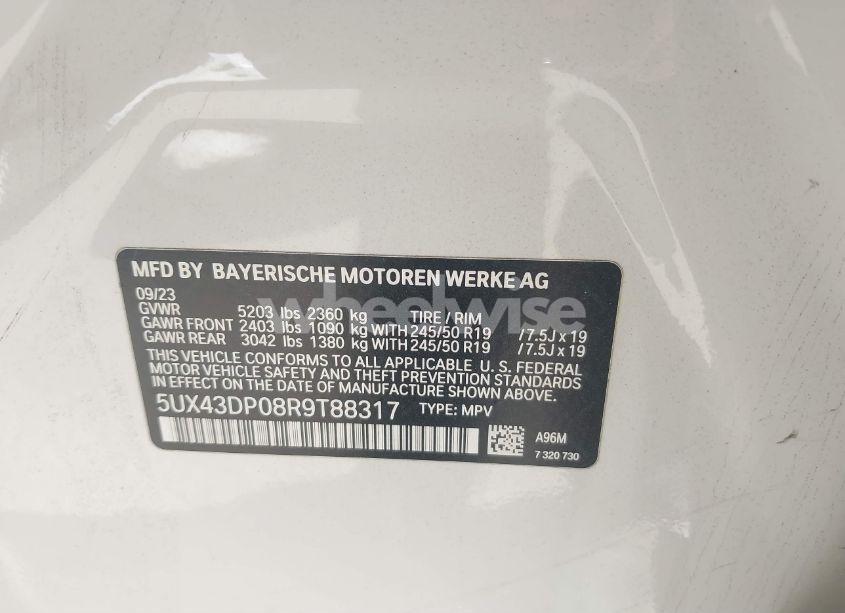 MFD BY BAYERISCHE MOTOREN WERKE AG
09/23
GVWR 5203 lbs 2360 kg TIRE / RIM
GAWR FRONT 2403 lbs 1090 kg WITH 245/50 R19 / 7.5J x 19
GAWR REAR 3042 lbs 1380 kg WITH 245/50 R19 / 7.5J x 19
THIS VEHICLE CONFORMS TO ALL APPLICABLE U. S. FEDERAL
MOTOR VEHICLE SAFETY AND THEFT PREVENTION
STANDARDS IN EFFECT ON THE DATE OF MANUFACTURE SHOWN ABOVE.
5UX43DP08R9T88317 TYPE: MPV
A96M
7 320 730
wheelwise